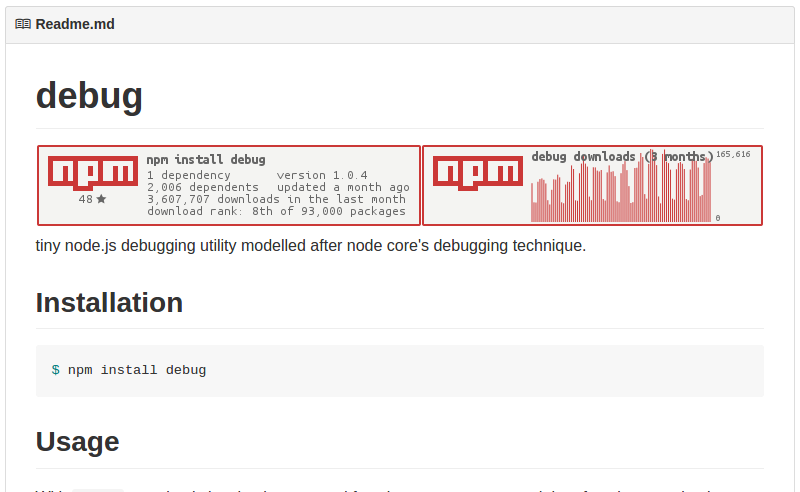 Readme.md
debug
npm
npm install debug
1 dependency version 1.0.4
2,006 dependents updated a month ago
3,607,707 downloads in the last month
download rank: 8th of 93,000 packages
48 ★
npm
debug downloads (3 months)
165,616
0
tiny node.js debugging utility modelled after node core's debugging technique.
Installation
$ npm install debug
Usage